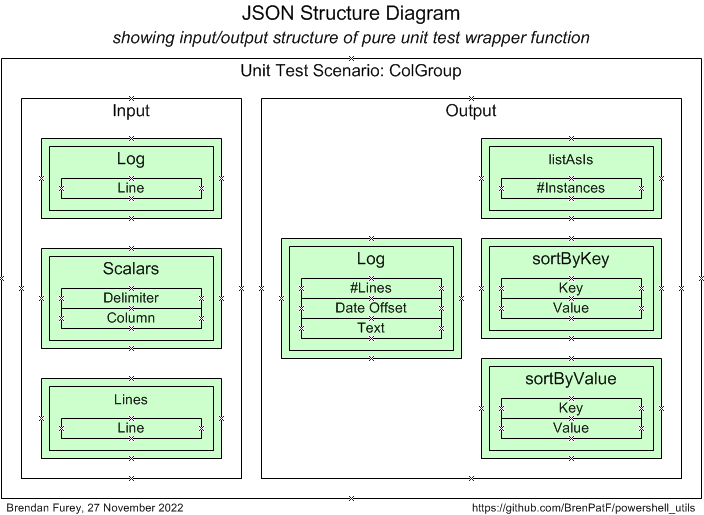 JSON Structure Diagram
showing input/output structure of pure unit test wrapper function
Unit Test Scenario: ColGroup
Input
Log
Line
Scalars
Delimiter
Column
Lines
Line
Output
Log
#Lines
Date Offset
Text
listAsIs
#Instances
sortByKey
Key
Value
sortByValue
Key
Value
Brendan Furey, 27 November 2022
https://github.com/BrenPatF/powershell_utils